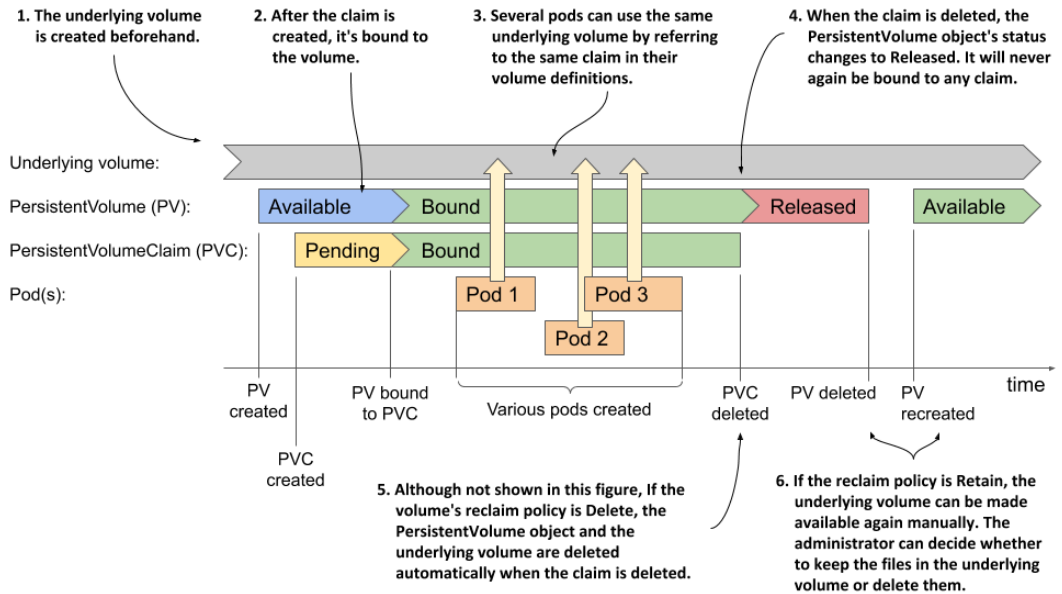 1. The underlying volume
is created beforehand.
2. After the claim is
created, it's bound to
the volume.
3. Several pods can use the same
underlying volume by referring
to the same claim in their
volume definitions.
4. When the claim is deleted, the
PersistentVolume object's status
changes to Released. It will never
again be bound to any claim.
Underlying volume:
PersistentVolume (PV):
Available
Bound
Released
Available
PersistentVolumeClaim (PVC):
Pending
Bound
Pod(s):
Pod 1
Pod 3
Pod 2
time
PV
created
PV bound
to PVC
Various pods created
PVC
deleted
PV deleted
PV
recreated
PVC
created
5. Although not shown in this figure, If the
volume's reclaim policy is Delete, the
PersistentVolume object and the
underlying volume are deleted
automatically when the claim is deleted.
6. If the reclaim policy is Retain, the
underlying volume can be made
available again manually. The
administrator can decide whether
to keep the files in the underlying
volume or delete them.